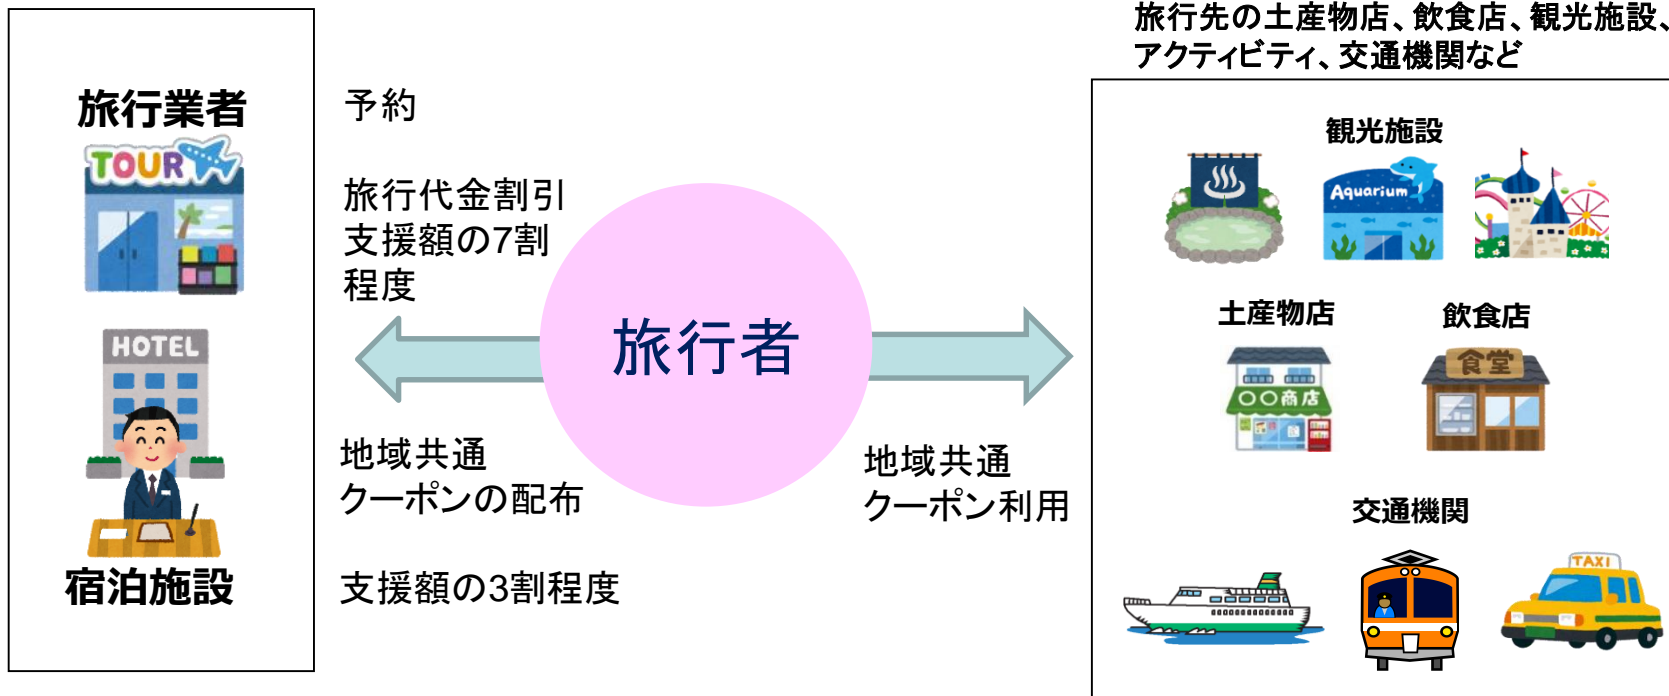 旅行業者
TOUR
HOTEL
宿泊施設
予約
旅行代金割引
支援額の7割
程度
地域共通
クーポンの配布
支援額の3割程度
旅行者
地域共通
クーポン利用
旅行先の土産物店、飲食店、観光施設、
アクティビティ、交通機関など
観光施設
Aquarium
土産物店
〇〇商店
飲食店
食堂
交通機関
TAXI